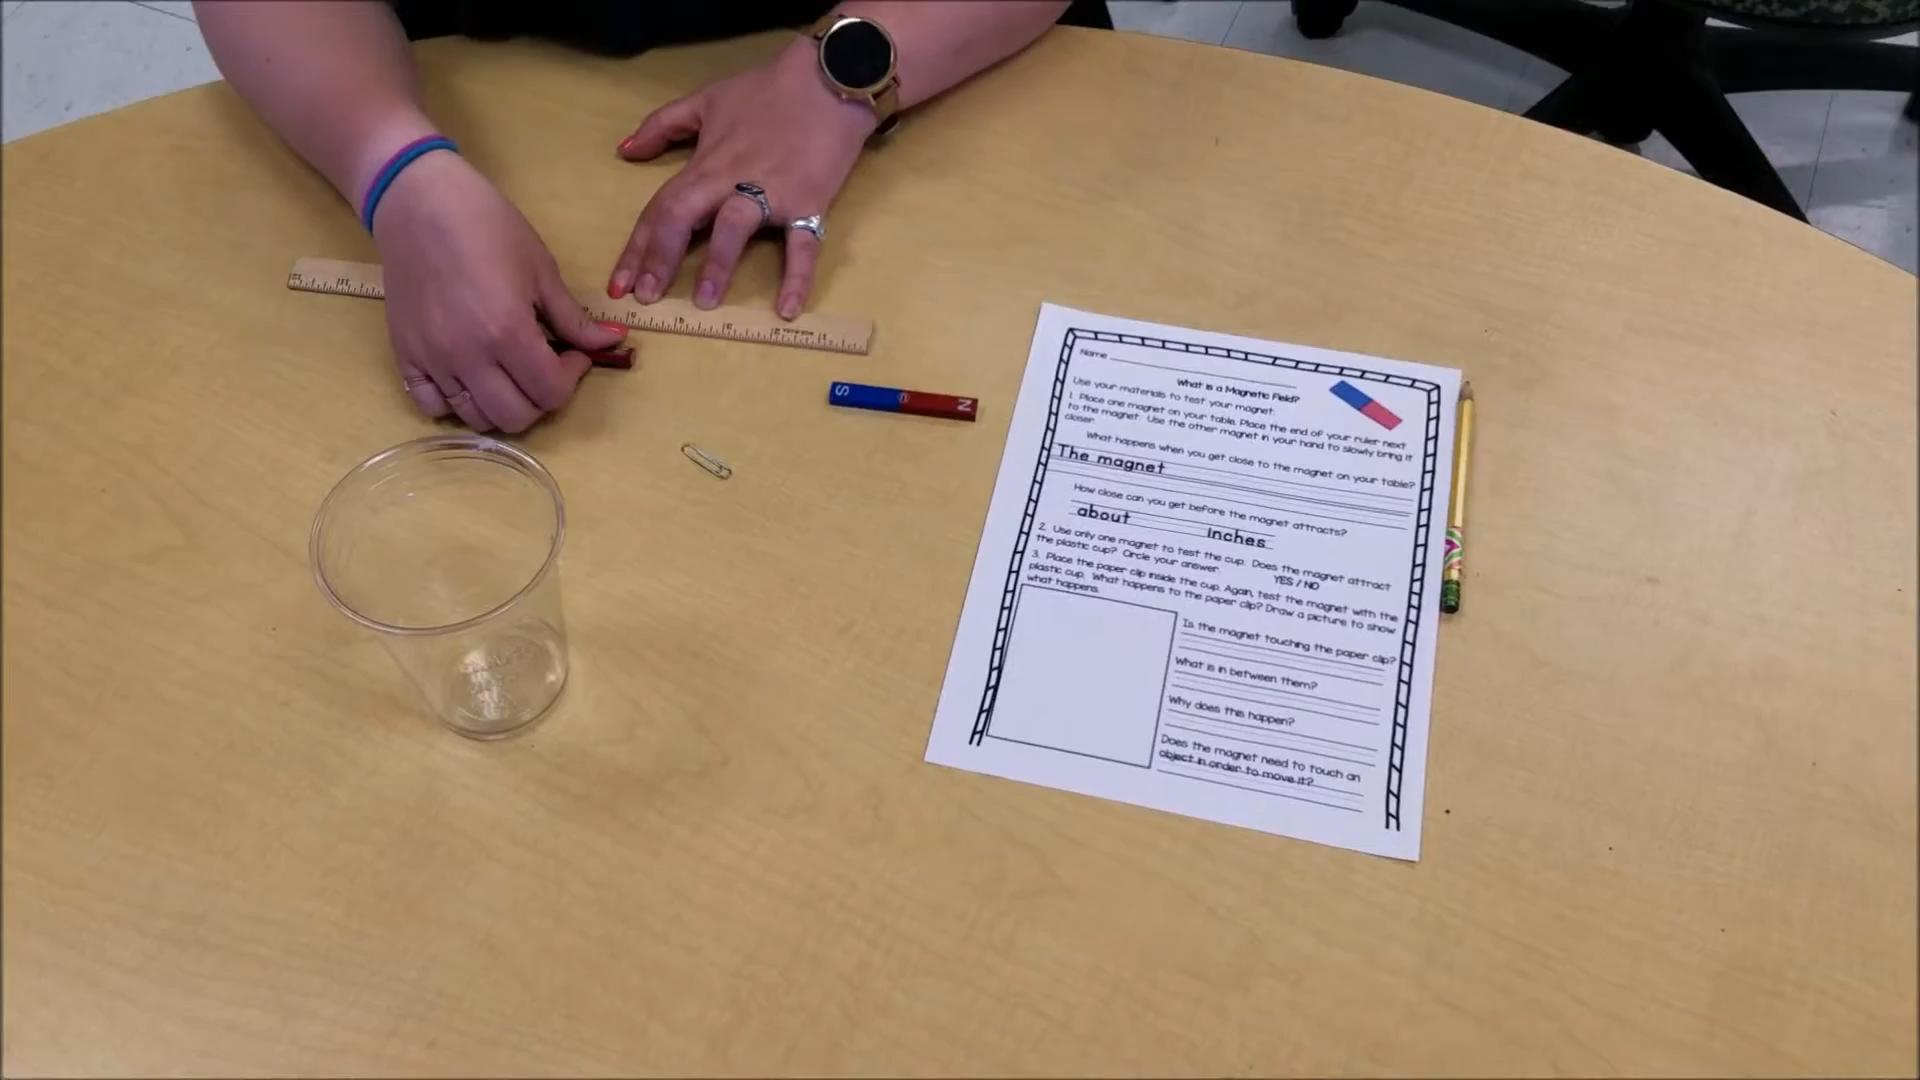 Name
What is a Magnetic Field?
Use your materials to test your magnet.
1. Place one magnet on your table. Place the end of your ruler next
to the magnet. Use the other magnet in your hand to slowly bring it
closer.
What happens when you get close to the magnet on your table?
The magnet
How close can you get before the magnet attracts?
about inches
2. Use only one magnet to test the cup. Does the magnet attract
the plastic cup? Circle your answer. YES / NO
3. Place the paper clip inside the cup. Again, test the magnet with the
plastic cup. What happens to the paper clip? Draw a picture to show
what happens.
Is the magnet touching the paper clip?
What is in between them?
Why does this happen?
Does the magnet need to touch an
object in order to move it?
S N
12 11 5 4 3 2 1